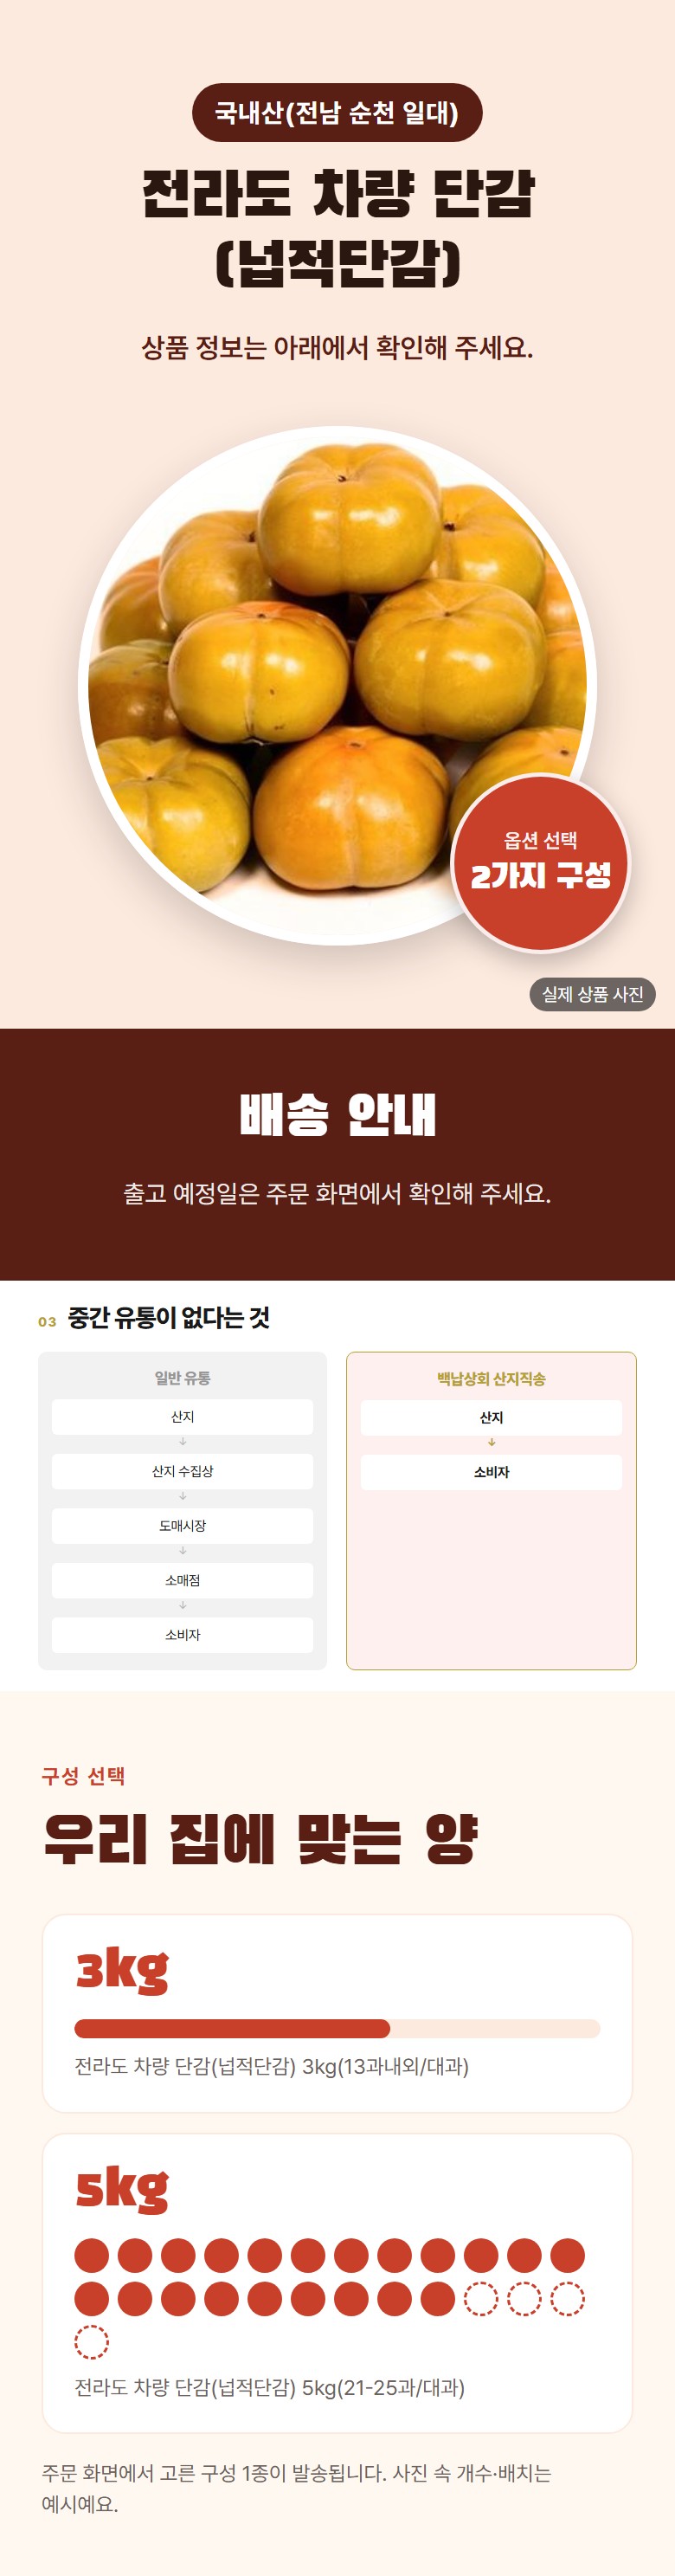 국내산(전남 순천 일대)
전라도 차량 단감
(넙적단감)
상품 정보는 아래에서 확인해 주세요.
옵션 선택
2가지 구성
실제 상품 사진
배송 안내
출고 예정일은 주문 화면에서 확인해 주세요.
03 중간 유통이 없다는 것
일반 유통
산지
↓
산지 수집상
↓
도매시장
↓
소매점
↓
소비자
백납상회 산지직송
산지
↓
소비자
구성 선택
우리 집에 맞는 양
3kg
전라도 차량 단감(넙적단감) 3kg(13과내외/대과)
5kg
전라도 차량 단감(넙적단감) 5kg(21-25과/대과)
주문 화면에서 고른 구성 1종이 발송됩니다. 사진 속 개수·배치는
예시예요.